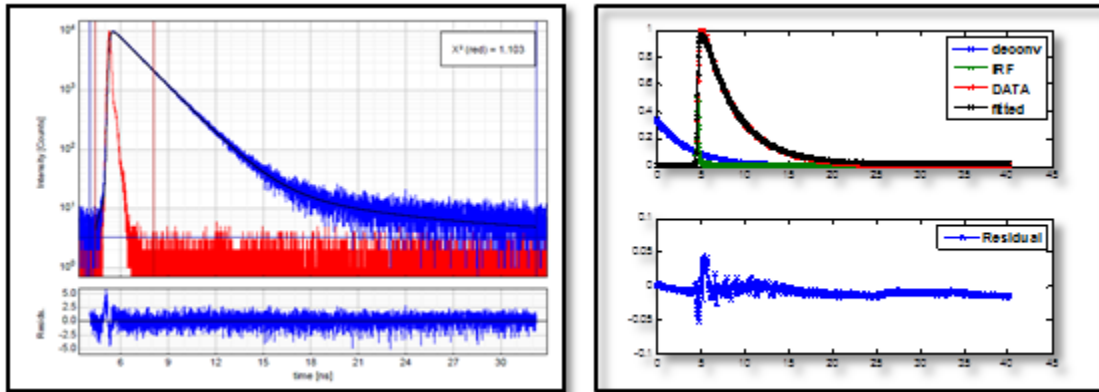 Intensity [Counts]
10⁴
10³
10²
10¹
10⁰
X² (red) = 1.103
Resids.
5.0
2.5
0.0
-2.5
-5.0
6 9 12 15 18 21 24 27 30
time [ns]
1
0.8
0.6
0.4
0.2
0
0 5 10 15 20 25 30 35 40 45
deconv
IRF
DATA
fitted
0.1
0.05
0
-0.05
-0.1
0 5 10 15 20 25 30 35 40 45
Residual